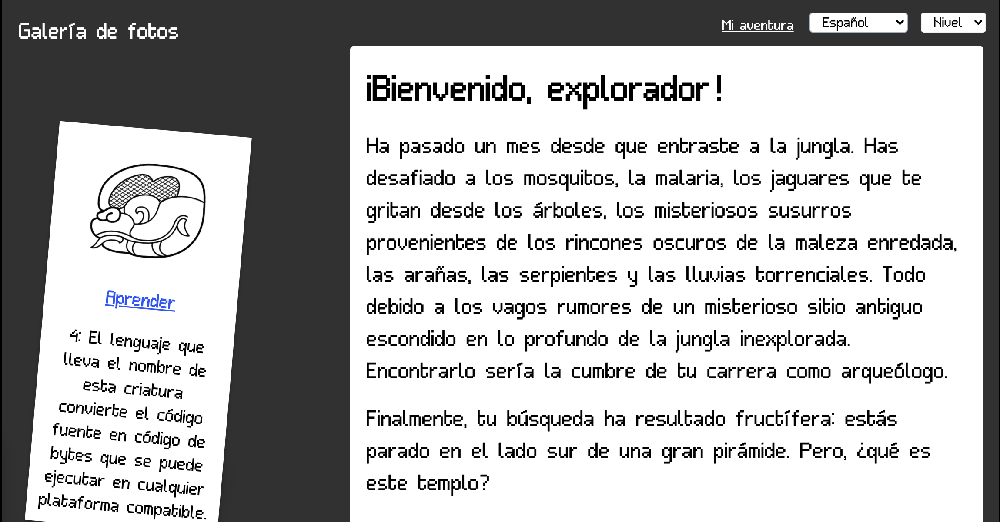 Galería de fotos
Mi aventura
Español
Nivel
Aprender
4: El lenguaje que
lleva el nombre de
esta criatura
convierte el código
fuente en código de
bytes que se puede
ejecutar en cualquier
plataforma compatible.
¡Bienvenido, explorador!
Ha pasado un mes desde que entraste a la jungla. Has
desafiado a los mosquitos, la malaria, los jaguares que te
gritan desde los árboles, los misteriosos susurros
provenientes de los rincones oscuros de la maleza enredada,
las arañas, las serpientes y las lluvias torrenciales. Todo
debido a los vagos rumores de un misterioso sitio antiguo
escondido en lo profundo de la jungla inexplorada.
Encontrarlo sería la cumbre de tu carrera como arqueólogo.
Finalmente, tu búsqueda ha resultado fructífera: estás
parado en el lado sur de una gran pirámide. Pero, ¿qué es
este templo?